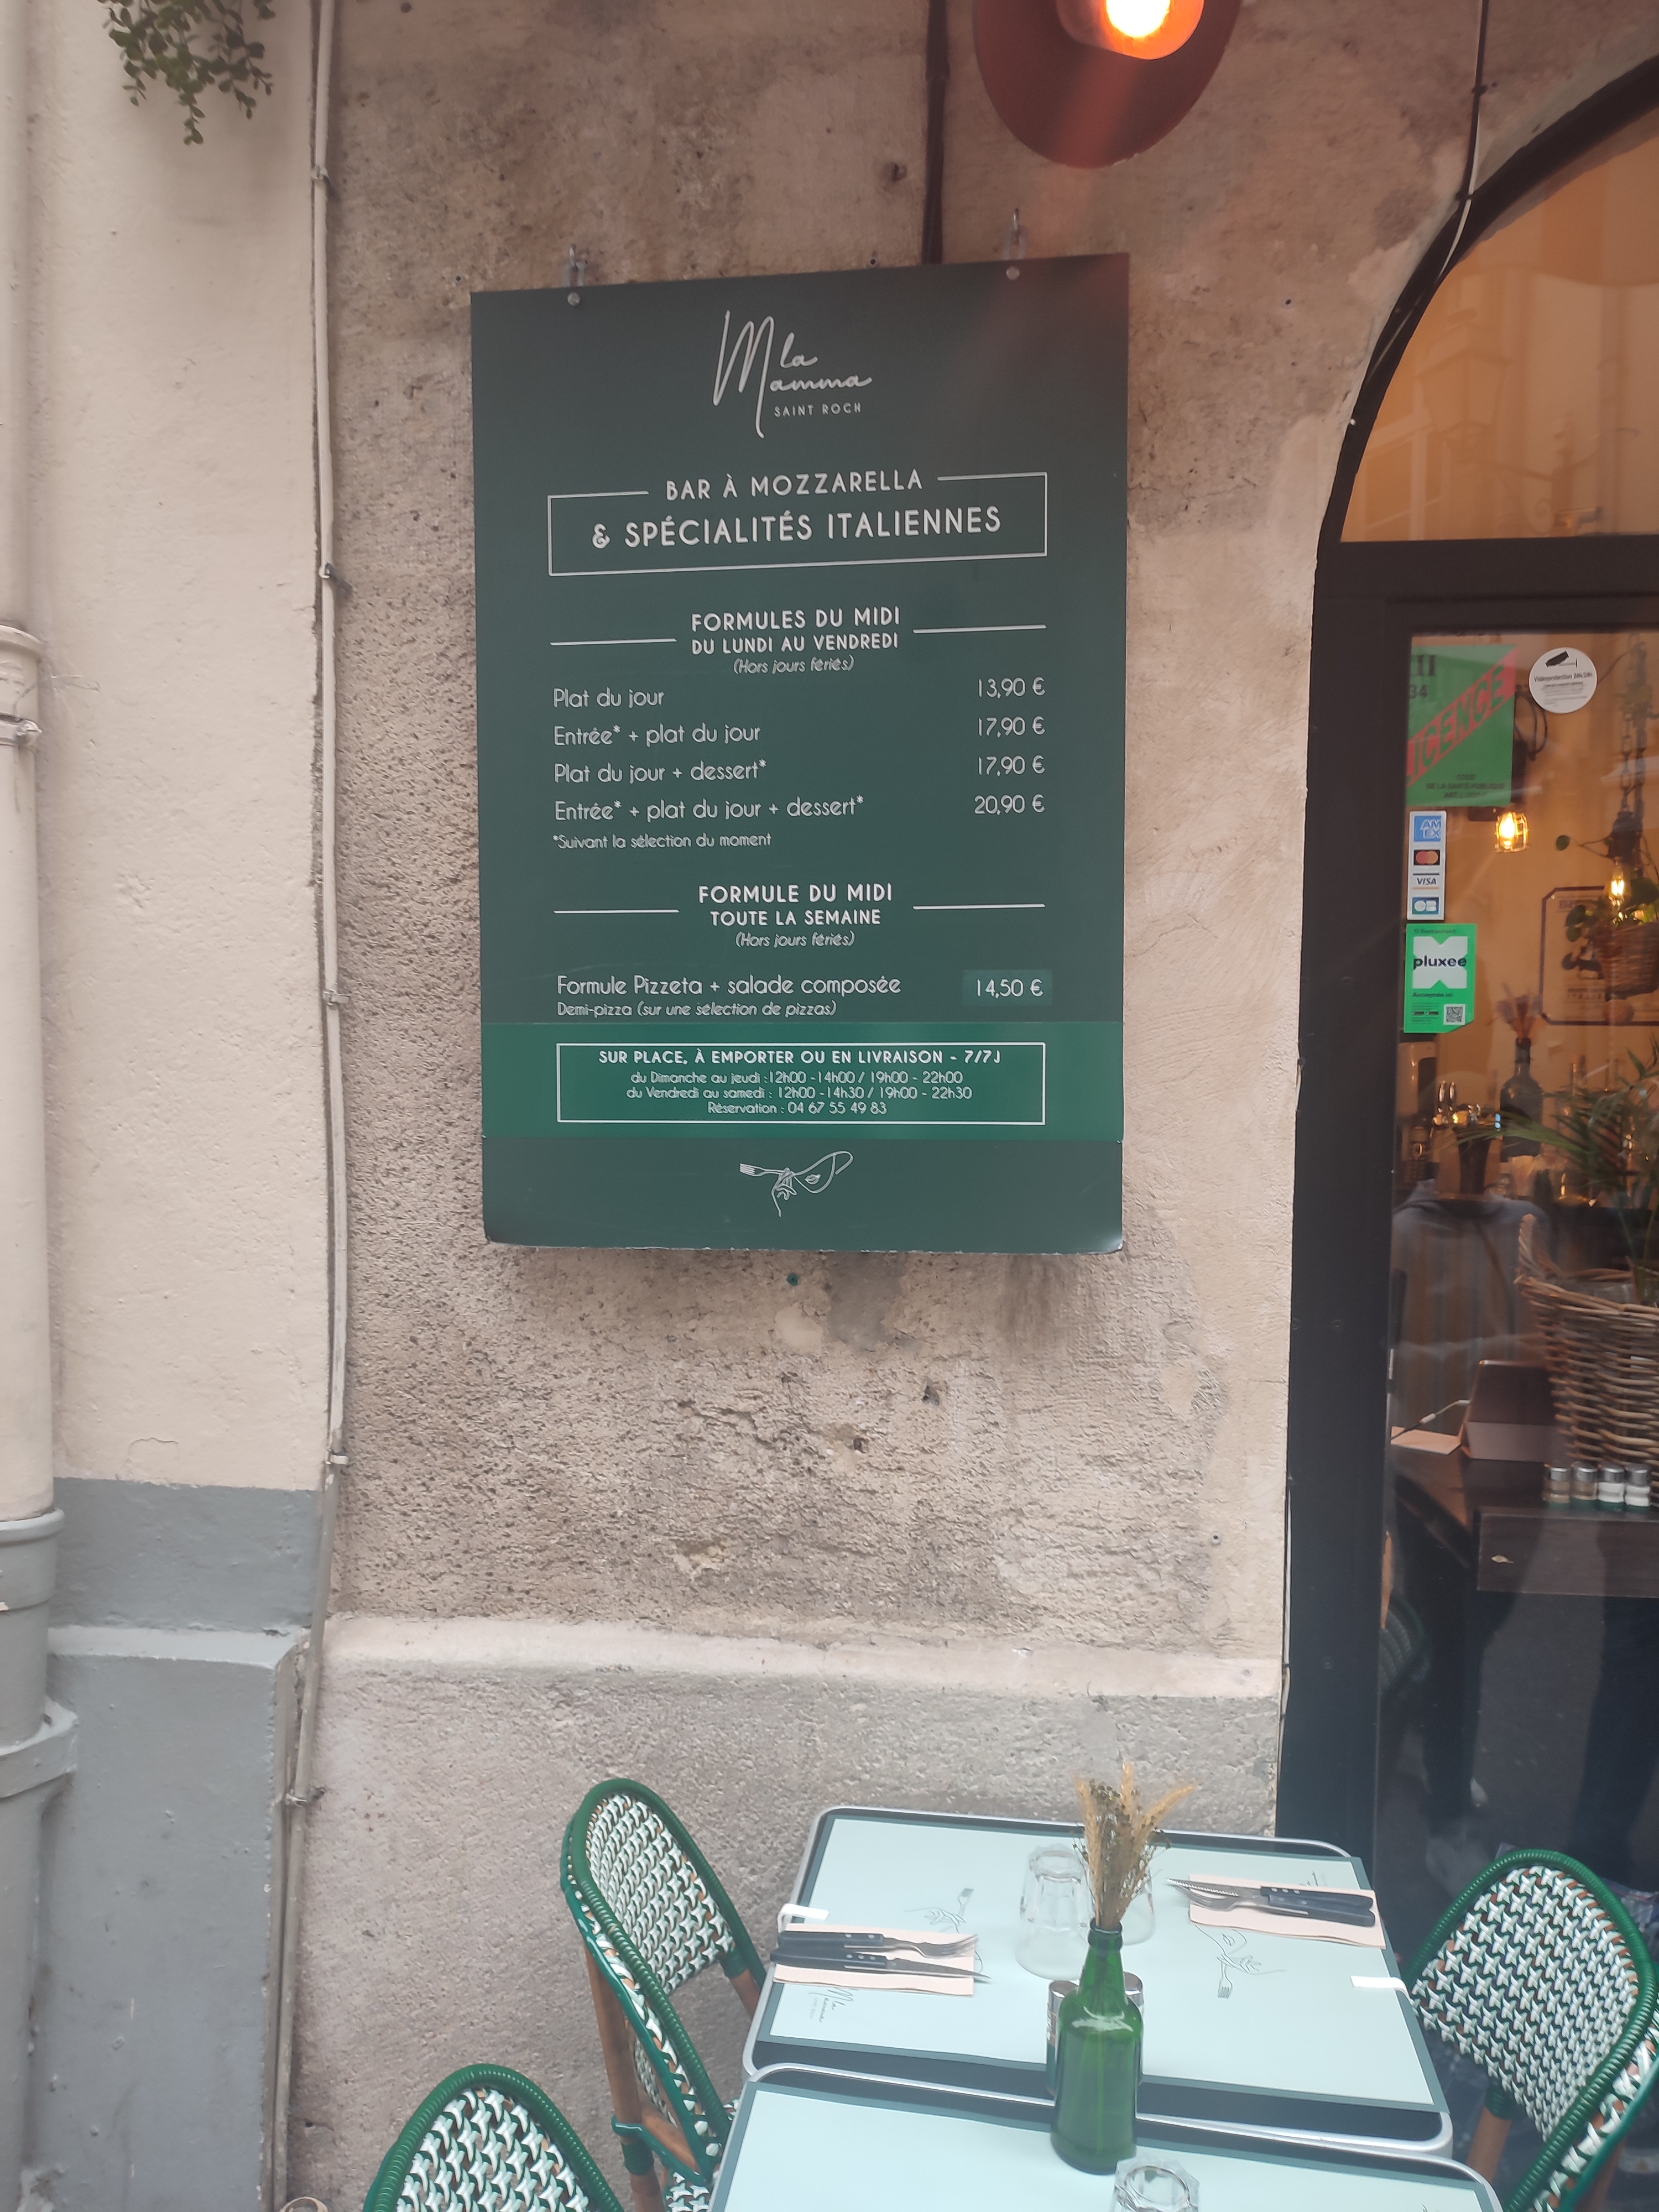 la
Mamma
SAINT ROCH
BAR À MOZZARELLA
& SPÉCIALITÉS ITALIENNES
FORMULES DU MIDI
DU LUNDI AU VENDREDI
(Hors jours fériés)
Plat du jour 13,90 €
Entrée* + plat du jour 17,90 €
Plat du jour + dessert* 17,90 €
Entrée* + plat du jour + dessert* 20,90 €
*Suivant la sélection du moment
FORMULE DU MIDI
TOUTE LA SEMAINE
(Hors jours fériés)
Formule Pizzeta + salade composée 14,50 €
Demi-pizza (sur une sélection de pizzas)
SUR PLACE, À EMPORTER OU EN LIVRAISON - 7/7J
du Dimanche au jeudi : 12h00 -14h00 / 19h00 - 22h00
du Vendredi au samedi : 12h00 -14h30 / 19h00 - 22h30
Réservation : 04 67 55 49 83
34
LICENCE
AM
EX
VISA
CB
pluxee